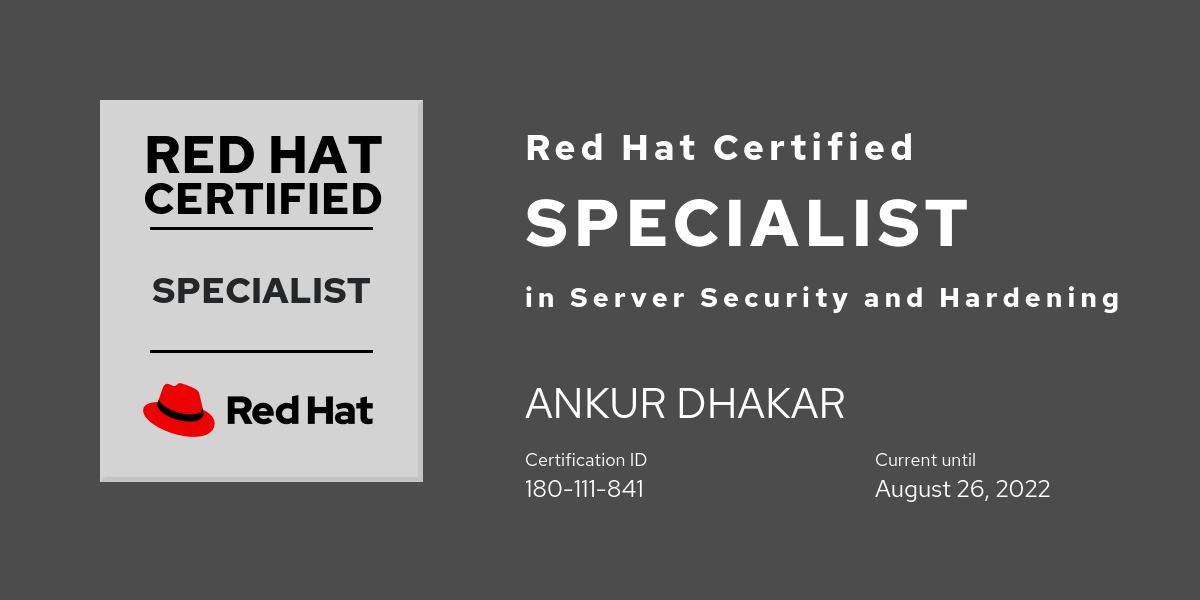 RED HAT
CERTIFIED
SPECIALIST
Red Hat
Red Hat Certified
SPECIALIST
in Server Security and Hardening
ANKUR DHAKAR
Certification ID
180-111-841
Current until
August 26, 2022